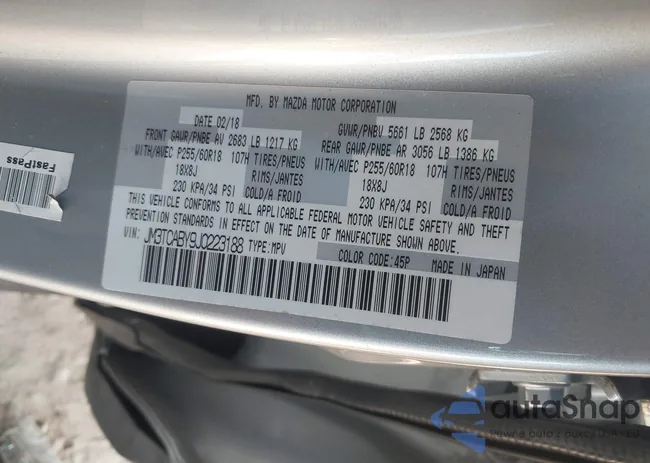 MFD. BY MAZDA MOTOR CORPORATION
DATE 02/18
GVWR/PNBV 5661 LB 2568 KG
FRONT GAWR/PNBE AV 2683 LB 1217 KG
REAR GAWR/PNBE AR 3056 LB 1386 KG
WITH/AVEC P255/60R18 107H TIRES/PNEUS
WITH/AVEC P255/60R18 107H TIRES/PNEUS
18X8J RIMS/JANTES
18X8J RIMS/JANTES
230 KPA/34 PSI COLD/A FROID
230 KPA/34 PSI COLD/A FROID
THIS VEHICLE CONFORMS TO ALL APPLICABLE FEDERAL MOTOR VEHICLE SAFETY AND THEFT
PREVENTION STANDARDS IN EFFECT ON THE DATE OF MANUFACTURE SHOWN ABOVE.
VIN: JM3TCABY9J0223188 TYPE:MPV
COLOR CODE:45P MADE IN JAPAN
FastPass
autoSnap